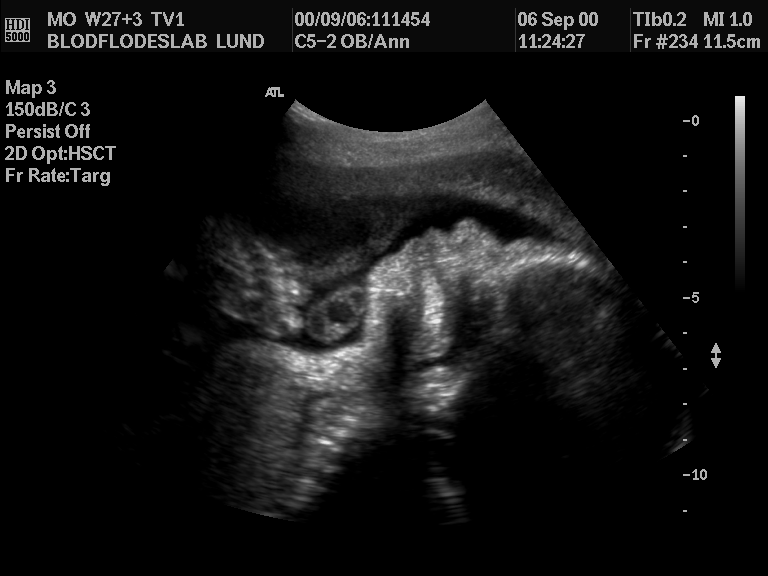 HDI 5000
MO W27+3 TV1
BLODFLODESLAB LUND
00/09/06:111454
C5-2 OB/Ann
06 Sep 00
11:24:27
TIb0.2 MI 1.0
Fr #234 11.5cm
Map 3
150dB/C 3
Persist Off
2D Opt:HSCT
Fr Rate:Targ
ATL
-0
-5
-10